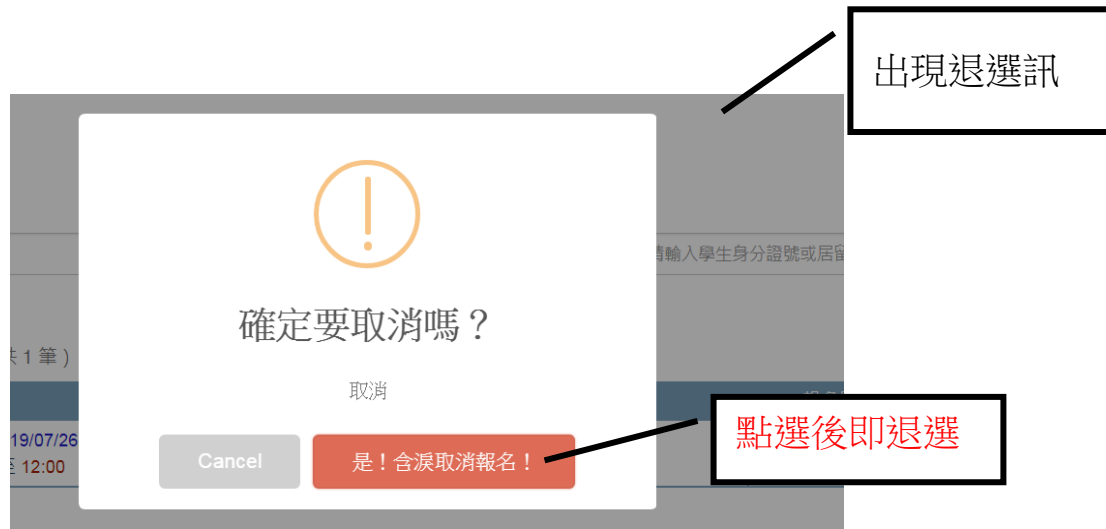 出現退選訊
請輸入學生身分證號或居留
確定要取消嗎？
共 1 筆 )
取消
19/07/26
至 12:00
Cancel
是！含淚取消報名！
點選後即退選